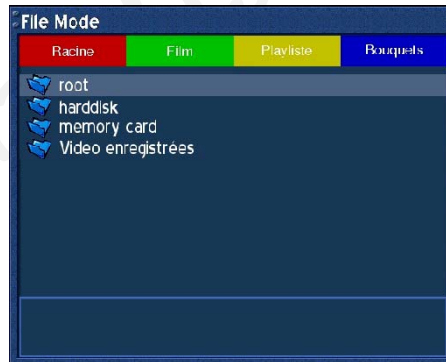 File Mode
Racine Film Playliste Bouquets
root
harddisk
memory card
Video enregistrées